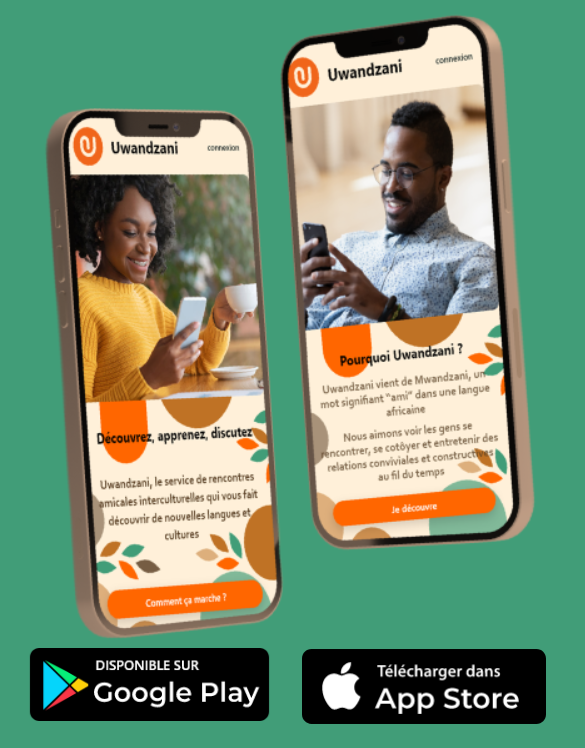 Uwandzani
connexion
Découvrez, apprenez, discutez
Uwandzani, le service de rencontres
amicales interculturelles qui vous fait
découvrir de nouvelles langues et
cultures
Comment ça marche ?
Uwandzani
connexion
Pourquoi Uwandzani ?
Uwandzani vient de Mwandzani, un
mot signifiant “ami” dans une langue
africaine
Nous aimons voir les gens se
rencontrer, se cotôyer et entretenir des
relations conviviales et constructives
au fil du temps
Je découvre
DISPONIBLE SUR
Google Play
Télécharger dans
App Store